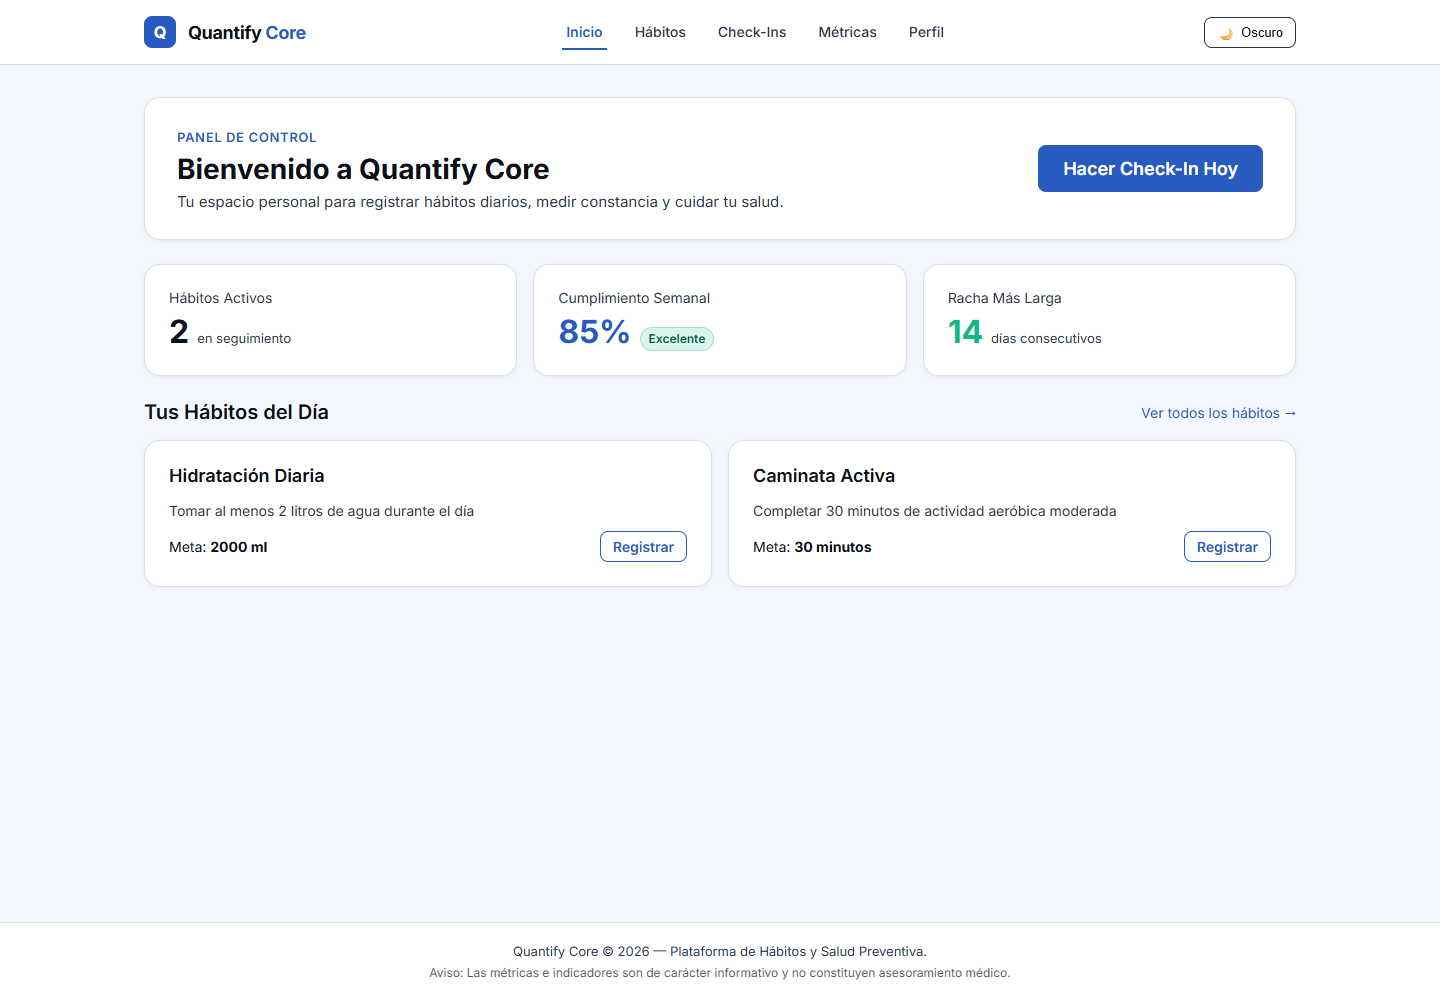 Q Quantify Core
Inicio
Hábitos
Check-Ins
Métricas
Perfil
Oscuro
PANEL DE CONTROL
Bienvenido a Quantify Core
Tu espacio personal para registrar hábitos diarios, medir constancia y cuidar tu salud.
Hacer Check-In Hoy
Hábitos Activos
2 en seguimiento
Cumplimiento Semanal
85% Excelente
Racha Más Larga
14 días consecutivos
Tus Hábitos del Día
Ver todos los hábitos →
Hidratación Diaria
Tomar al menos 2 litros de agua durante el día
Meta: 2000 ml
Registrar
Caminata Activa
Completar 30 minutos de actividad aeróbica moderada
Meta: 30 minutos
Registrar
Quantify Core © 2026 — Plataforma de Hábitos y Salud Preventiva.
Aviso: Las métricas e indicadores son de carácter informativo y no constituyen asesoramiento médico.